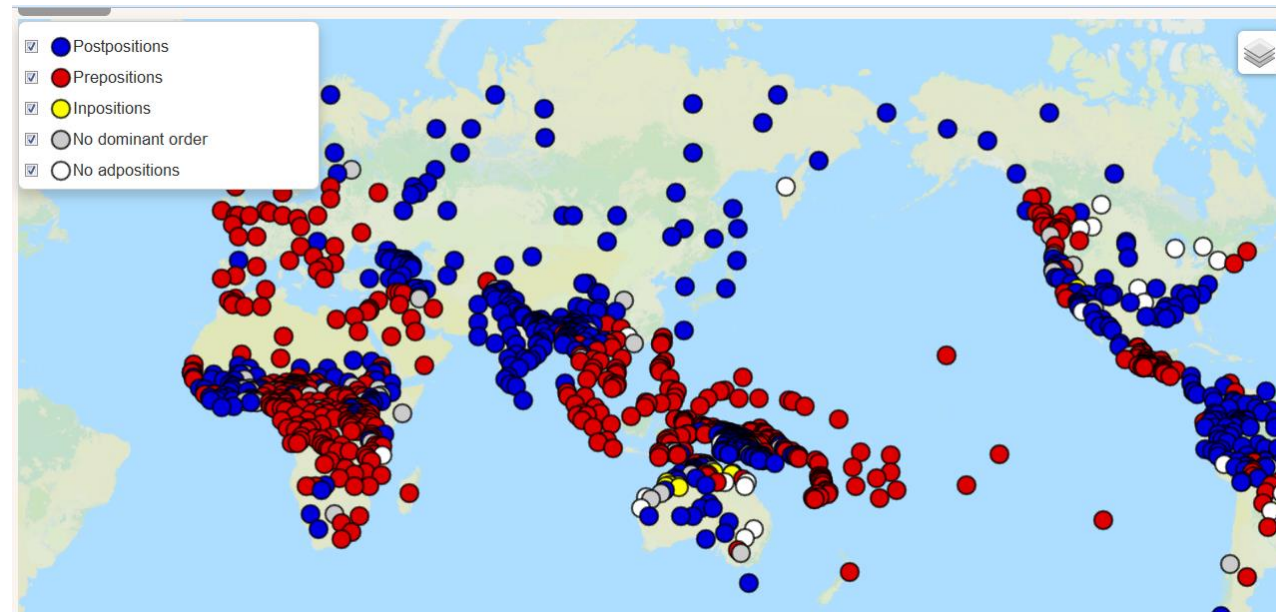 Postpositions
Prepositions
Inpositions
No dominant order
No adpositions